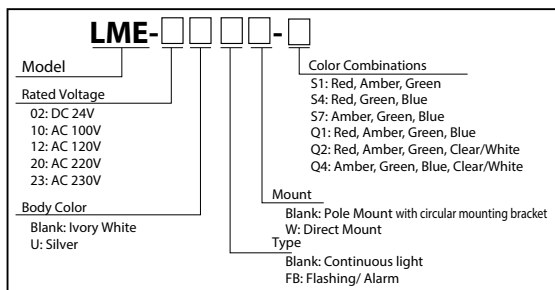 LME-□□□□-□
Model
Rated Voltage
02: DC 24V
10: AC 100V
12: AC 120V
20: AC 220V
23: AC 230V
Body Color
Blank: Ivory White
U: Silver
Color Combinations
S1: Red, Amber, Green
S4: Red, Green, Blue
S7: Amber, Green, Blue
Q1: Red, Amber, Green, Blue
Q2: Red, Amber, Green, Clear/White
Q4: Amber, Green, Blue, Clear/White
Mount
Blank: Pole Mount with circular mounting bracket
W: Direct Mount
Type
Blank: Continuous light
FB: Flashing/ Alarm